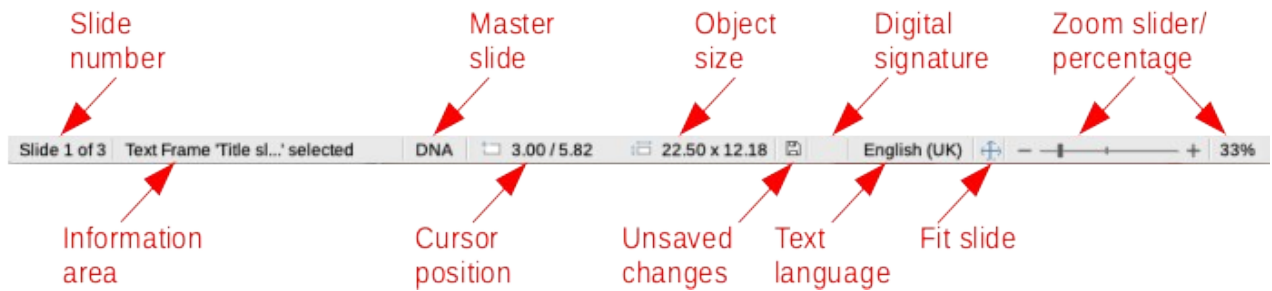 Slide
number
Master
slide
Object
size
Digital
signature
Zoom slider/
percentage
Slide 1 of 3 Text Frame 'Title sl...' selected DNA 3.00 / 5.82 22.50 x 12.18 English (UK) − + 33%
Information
area
Cursor
position
Unsaved
changes
Text
language
Fit slide